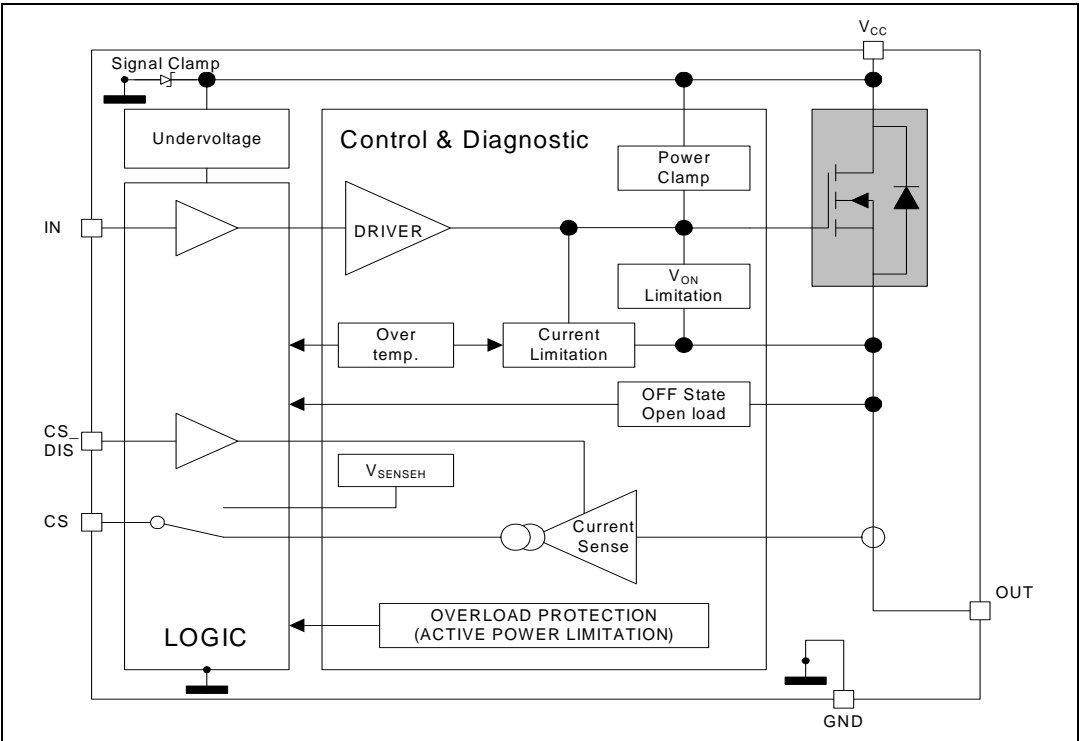 VCC
Signal Clamp
Undervoltage
Control & Diagnostic
Power
Clamp
IN
DRIVER
VON
Limitation
Over
temp.
Current
Limitation
OFF State
Open load
CS_
DIS
VSENSEH
CS
Current
Sense
OUT
OVERLOAD PROTECTION
(ACTIVE POWER LIMITATION)
LOGIC
GND